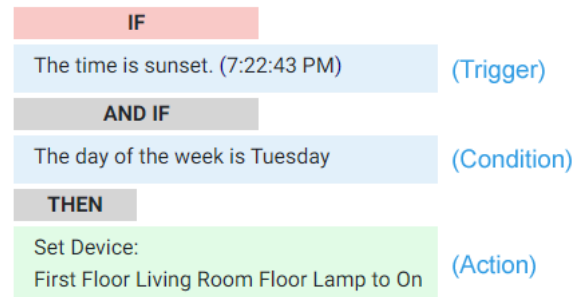 IF
The time is sunset. (7:22:43 PM)
(Trigger)
AND IF
The day of the week is Tuesday
(Condition)
THEN
Set Device:
First Floor Living Room Floor Lamp to On
(Action)